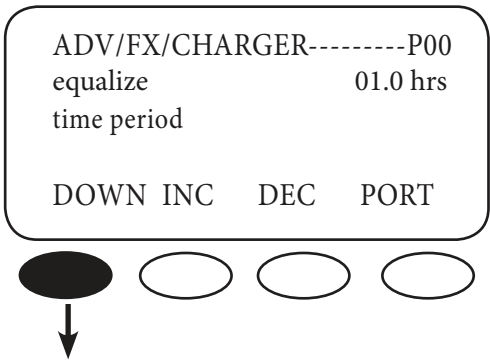 ADV/FX/CHARGER---------P00
equalize 01.0 hrs
time period
DOWN INC DEC PORT